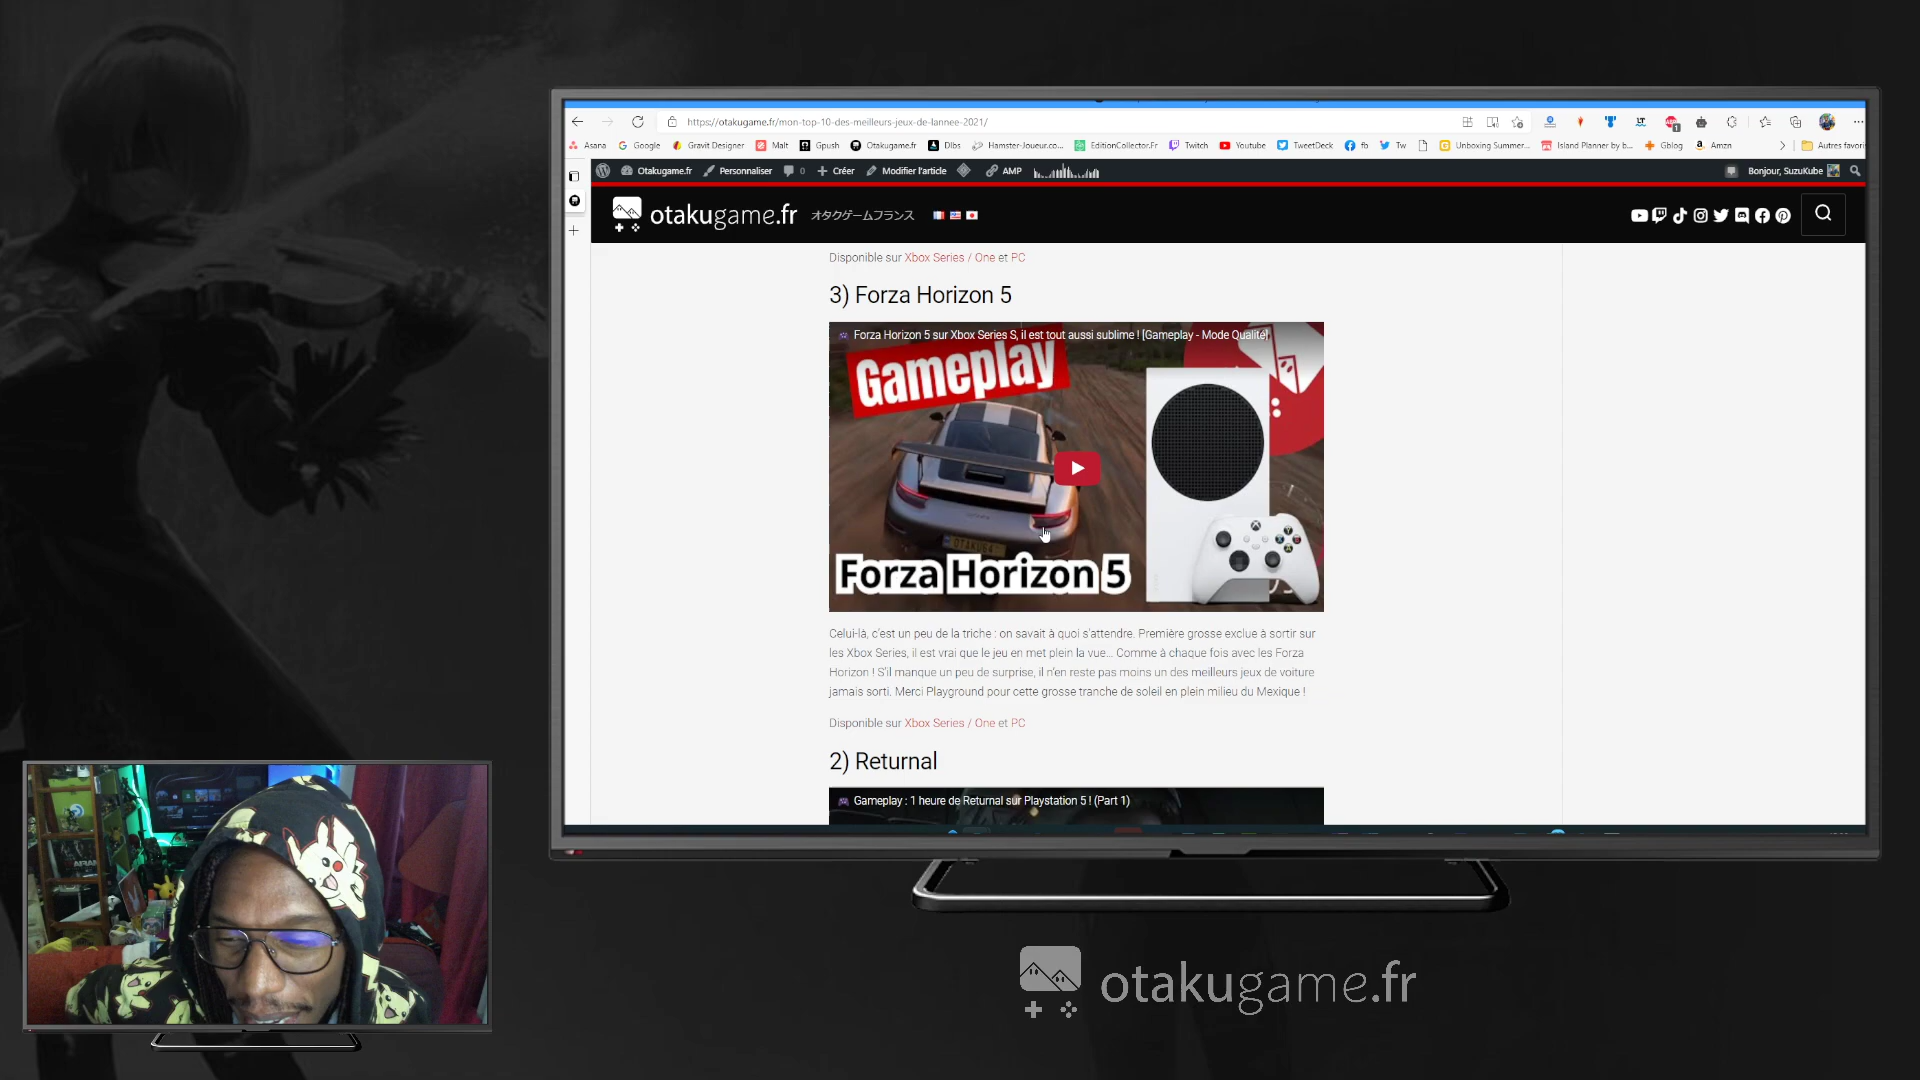 https://otakugame.fr/mon-top-10-des-meilleurs-jeux-de-lannee-2021/
Asana Google Gravit Designer Malt Gpush Otakugame.fr Dlbs Hamster-Joueur.co... EditionCollector.Fr Twitch Youtube TweetDeck fb Tw Unboxing Summer... Island Planner by b... Gblog Amzn Autres favori
Otakugame.fr Personnaliser 0 Créer Modifier l'article AMP Bonjour, SuzuKube
otakugame.fr オタクゲームフランス
Disponible sur Xbox Series / One et PC
3) Forza Horizon 5
Forza Horizon 5 sur Xbox Series S, il est tout aussi sublime ! [Gameplay - Mode Qualité]
Gameplay
Forza Horizon 5
Celui-là, c'est un peu de la triche : on savait à quoi s'attendre. Première grosse exclue à sortir sur
les Xbox Series, il est vrai que le jeu en met plein la vue... Comme à chaque fois avec les Forza
Horizon ! S'il manque un peu de surprise, il n'en reste pas moins un des meilleurs jeux de voiture
jamais sorti. Merci Playground pour cette grosse tranche de soleil en plein milieu du Mexique !
Disponible sur Xbox Series / One et PC
2) Returnal
Gameplay : 1 heure de Returnal sur Playstation 5 ! (Part 1)
otakugame.fr